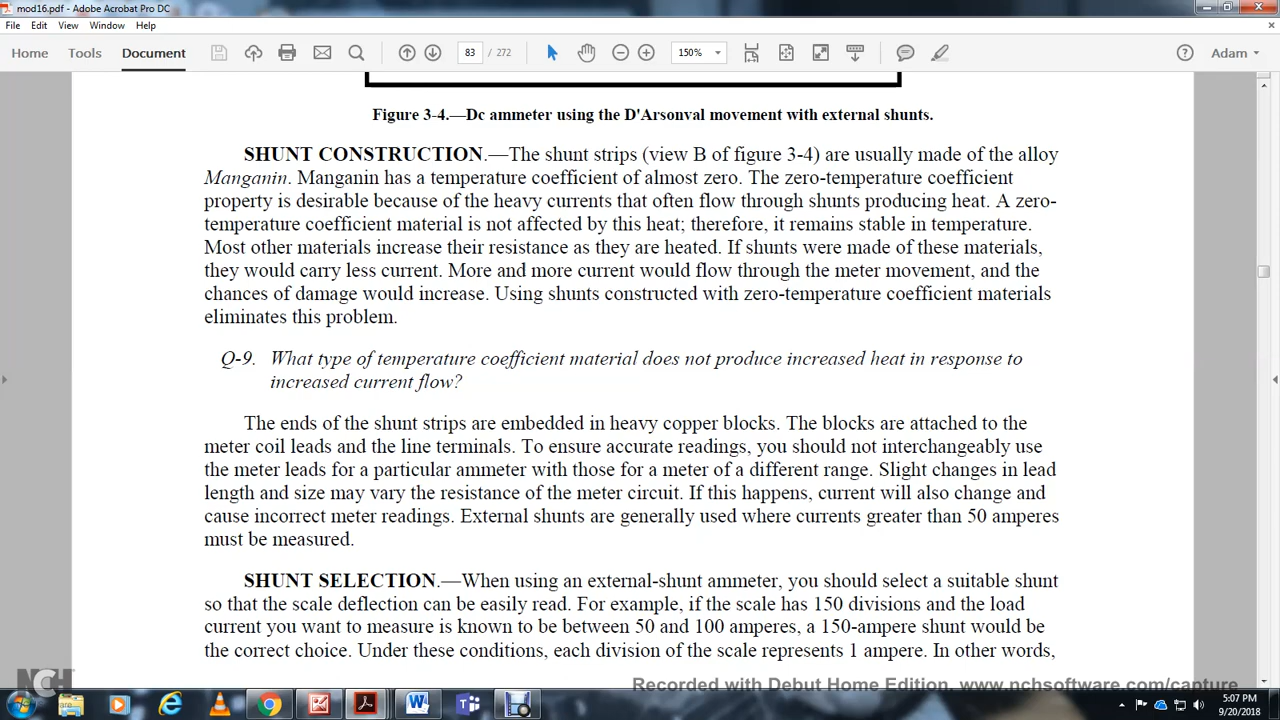 mod16.pdf - Adobe Acrobat Pro DC
File Edit View Window Help
Home Tools Document 83 / 272 150% Adam
Figure 3-4.—Dc ammeter using the D'Arsonval movement with external shunts.
SHUNT CONSTRUCTION.—The shunt strips (view B of figure 3-4) are usually made of the alloy
Manganin. Manganin has a temperature coefficient of almost zero. The zero-temperature coefficient
property is desirable because of the heavy currents that often flow through shunts producing heat. A zero-
temperature coefficient material is not affected by this heat; therefore, it remains stable in temperature.
Most other materials increase their resistance as they are heated. If shunts were made of these materials,
they would carry less current. More and more current would flow through the meter movement, and the
chances of damage would increase. Using shunts constructed with zero-temperature coefficient materials
eliminates this problem.
Q-9. What type of temperature coefficient material does not produce increased heat in response to
increased current flow?
The ends of the shunt strips are embedded in heavy copper blocks. The blocks are attached to the
meter coil leads and the line terminals. To ensure accurate readings, you should not interchangeably use
the meter leads for a particular ammeter with those for a meter of a different range. Slight changes in lead
length and size may vary the resistance of the meter circuit. If this happens, current will also change and
cause incorrect meter readings. External shunts are generally used where currents greater than 50 amperes
must be measured.
SHUNT SELECTION.—When using an external-shunt ammeter, you should select a suitable shunt
so that the scale deflection can be easily read. For example, if the scale has 150 divisions and the load
current you want to measure is known to be between 50 and 100 amperes, a 150-ampere shunt would be
the correct choice. Under these conditions, each division of the scale represents 1 ampere. In other words,
NCH
Recorded with Debut Home Edition. www.nchsoftware.com/capture
5:07 PM
9/20/2018